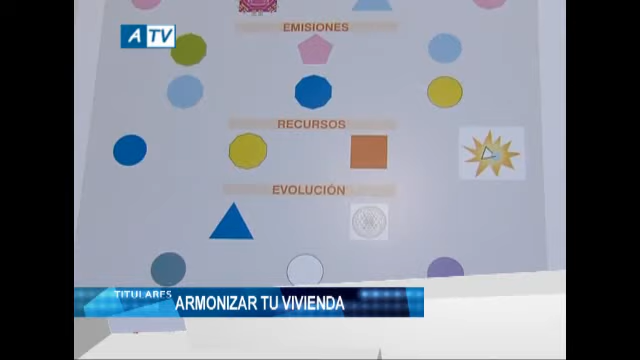 ATV
EMISIONES
RECURSOS
EVOLUCIÓN
TITULARES
ARMONIZAR TU VIVIENDA